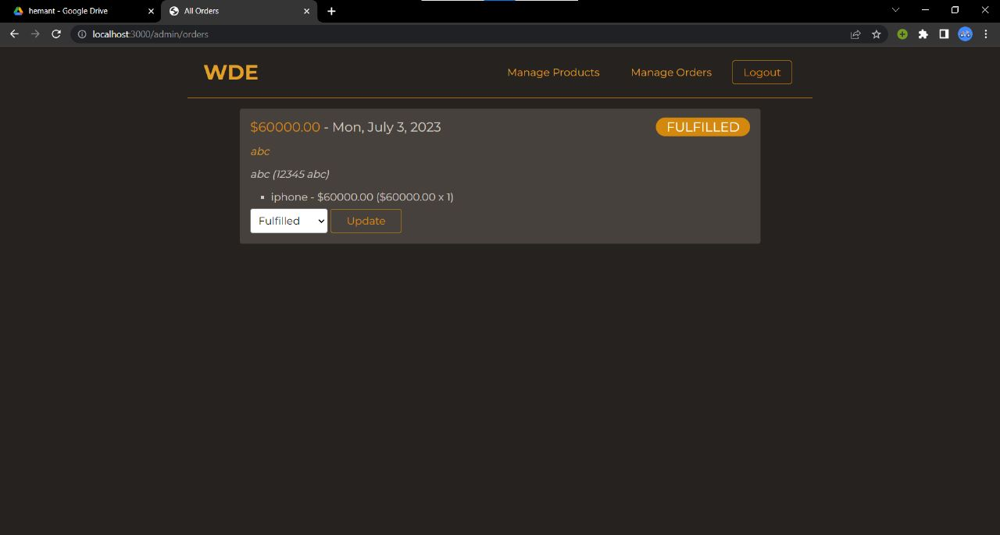 hemant - Google Drive
All Orders
localhost:3000/admin/orders
WDE
Manage Products
Manage Orders
Logout
$60000.00 - Mon, July 3, 2023
FULFILLED
abc
abc (12345 abc)
iphone - $60000.00 ($60000.00 x 1)
Fulfilled
Update